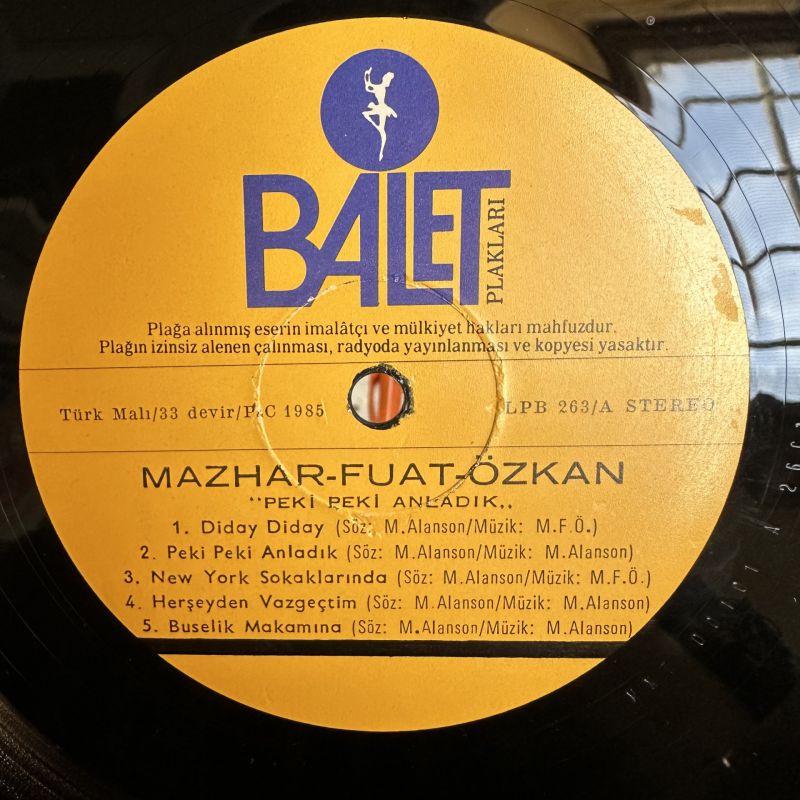 BALET
PLAKLARI
Plağa alınmış eserin imalâtçı ve mülkiyet hakları mahfuzdur.
Plağın izinsiz alenen çalınması, radyoda yayınlanması ve kopyesi yasaktır.
Türk Malı/33 devir/P&C 1985
LPB 263/A STEREO
MAZHAR-FUAT-ÖZKAN
"PEKİ PEKİ ANLADIK,,
1. Diday Diday (Söz: M.Alanson/Müzik: M.F.Ö.)
2. Peki Peki Anladık (Söz: M.Alanson/Müzik: M.Alanson)
3. New York Sokaklarında (Söz: M.Alanson/Müzik: M.F.Ö.)
4. Herşeyden Vazgeçtim (Söz: M.Alanson/Müzik: M.Alanson)
5. Buselik Makamına (Söz: M.Alanson/Müzik: M.Alanson)